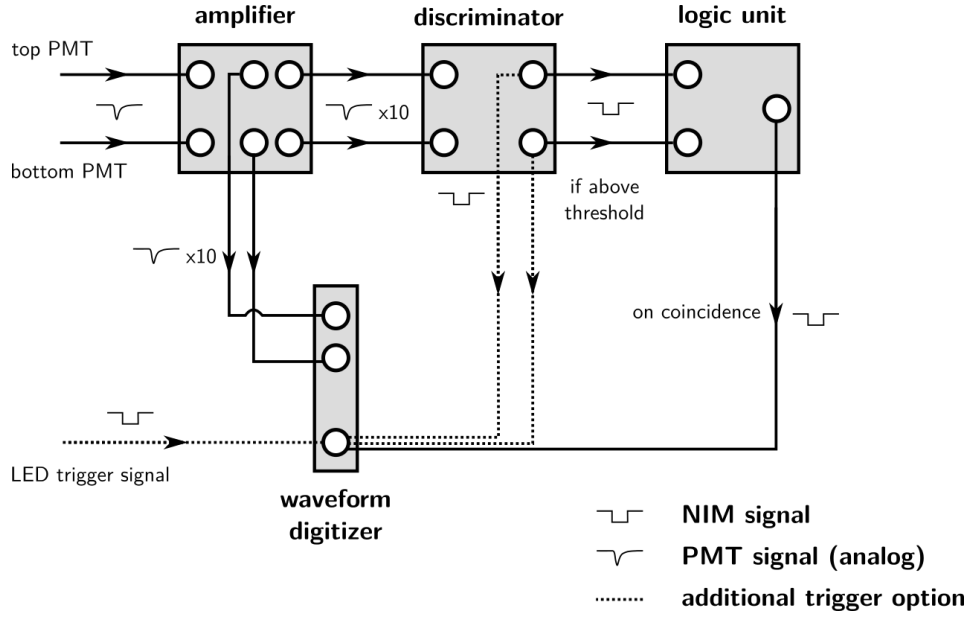 amplifier
discriminator
logic unit
top PMT
x10
bottom PMT
if above
threshold
x10
on coincidence
LED trigger signal
waveform
digitizer
NIM signal
PMT signal (analog)
additional trigger option